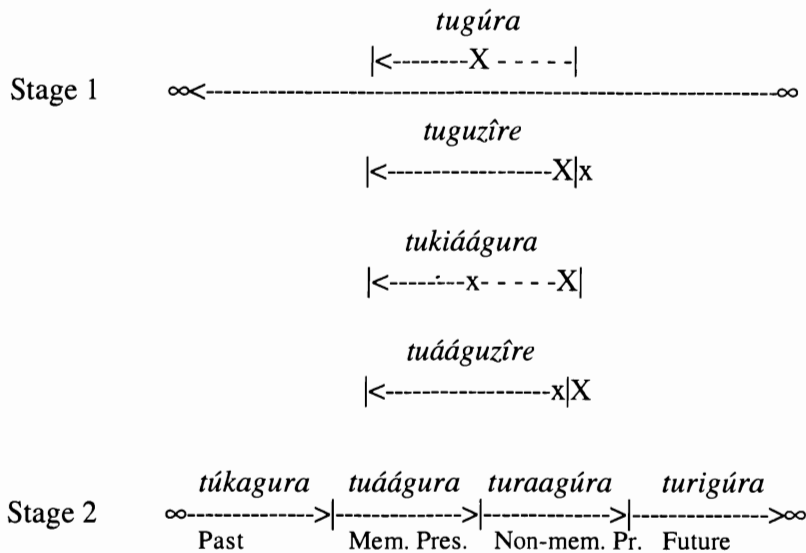 tugúra
|<--------X - - - - -|
Stage 1 ∞<------------------------------------------------------------∞
tuguzîre
|<------------------X|x
tukiáágura
|<--------x- - - - -X|
tuááguzîre
|<------------------x|X
túkagura tuáágura turaagúra turigúra
Stage 2 ∞-------------->|-------------->|-------------->|-------------->∞
Past Mem. Pres. Non-mem. Pr. Future